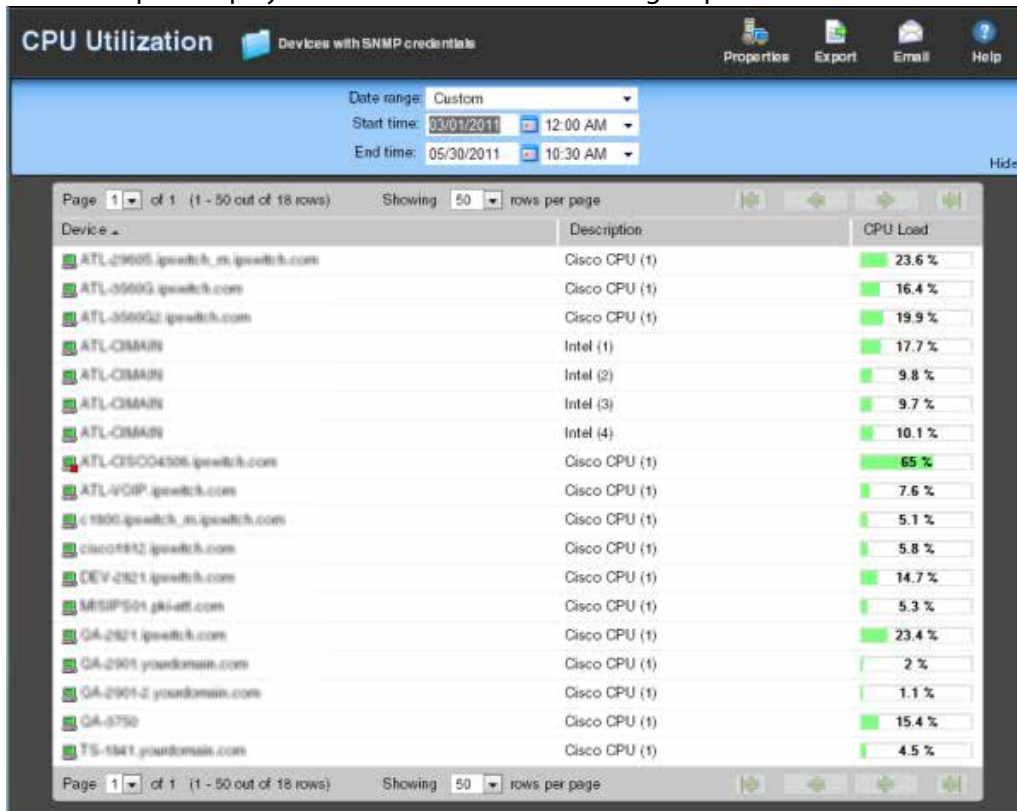 CPU Utilization Devices with SNMP credentials Properties Export Email Help
Date range: Custom
Start time: 03/01/2011 12:00 AM
End time: 05/30/2011 10:30 AM
Hide
Page 1 of 1 (1 - 50 out of 18 rows) Showing 50 rows per page
Device Description CPU Load
ipswitch_m.ipswitch.com Cisco CPU (1) 23.6 %
ATL-3560G.ipswitch.com Cisco CPU (1) 16.4 %
ATL-3560G2.ipswitch.com Cisco CPU (1) 19.9 %
ATL-CIMAIN Intel (1) 17.7 %
ATL-CIMAIN Intel (2) 9.8 %
ATL-CIMAIN Intel (3) 9.7 %
ATL-CIMAIN Intel (4) 10.1 %
ATL-CISCO4506.ipswitch.com Cisco CPU (1) 65 %
ATL-VOIP.ipswitch.com Cisco CPU (1) 7.6 %
c1800.ipswitch_m.ipswitch.com Cisco CPU (1) 5.1 %
cisco1812.ipswitch.com Cisco CPU (1) 5.8 %
DEV-2821.ipswitch.com Cisco CPU (1) 14.7 %
Cisco CPU (1) 5.3 %
QA-2821.ipswitch.com Cisco CPU (1) 23.4 %
QA-2901.yourdomain.com Cisco CPU (1) 2 %
QA-2901-2.yourdomain.com Cisco CPU (1) 1.1 %
QA-3750 Cisco CPU (1) 15.4 %
TS-1841.yourdomain.com Cisco CPU (1) 4.5 %
Page 1 of 1 (1 - 50 out of 18 rows) Showing 50 rows per page